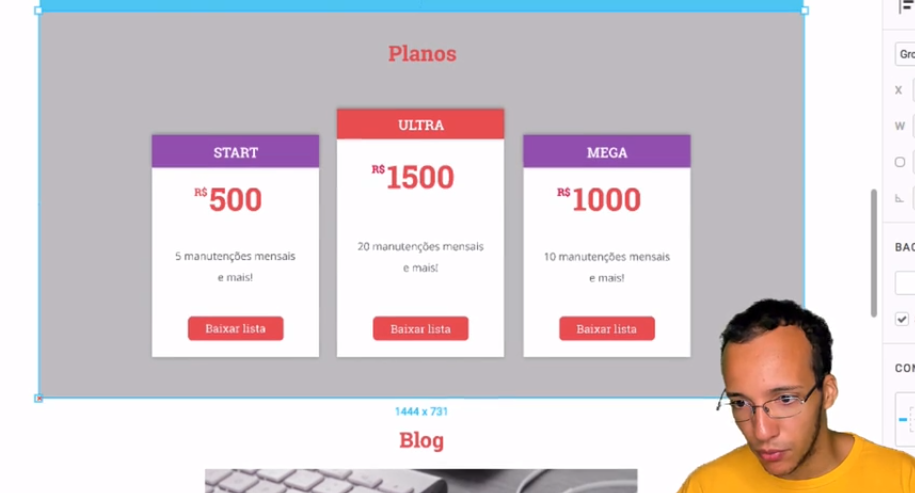 Planos
START
ULTRA
MEGA
R$500
R$1500
R$1000
5 manutenções mensais
e mais!
20 manutenções mensais
e mais!
10 manutenções mensais
e mais!
Baixar lista
Baixar lista
Baixar lista
1444 x 731
Blog
Gro
X
W
BAC
CO